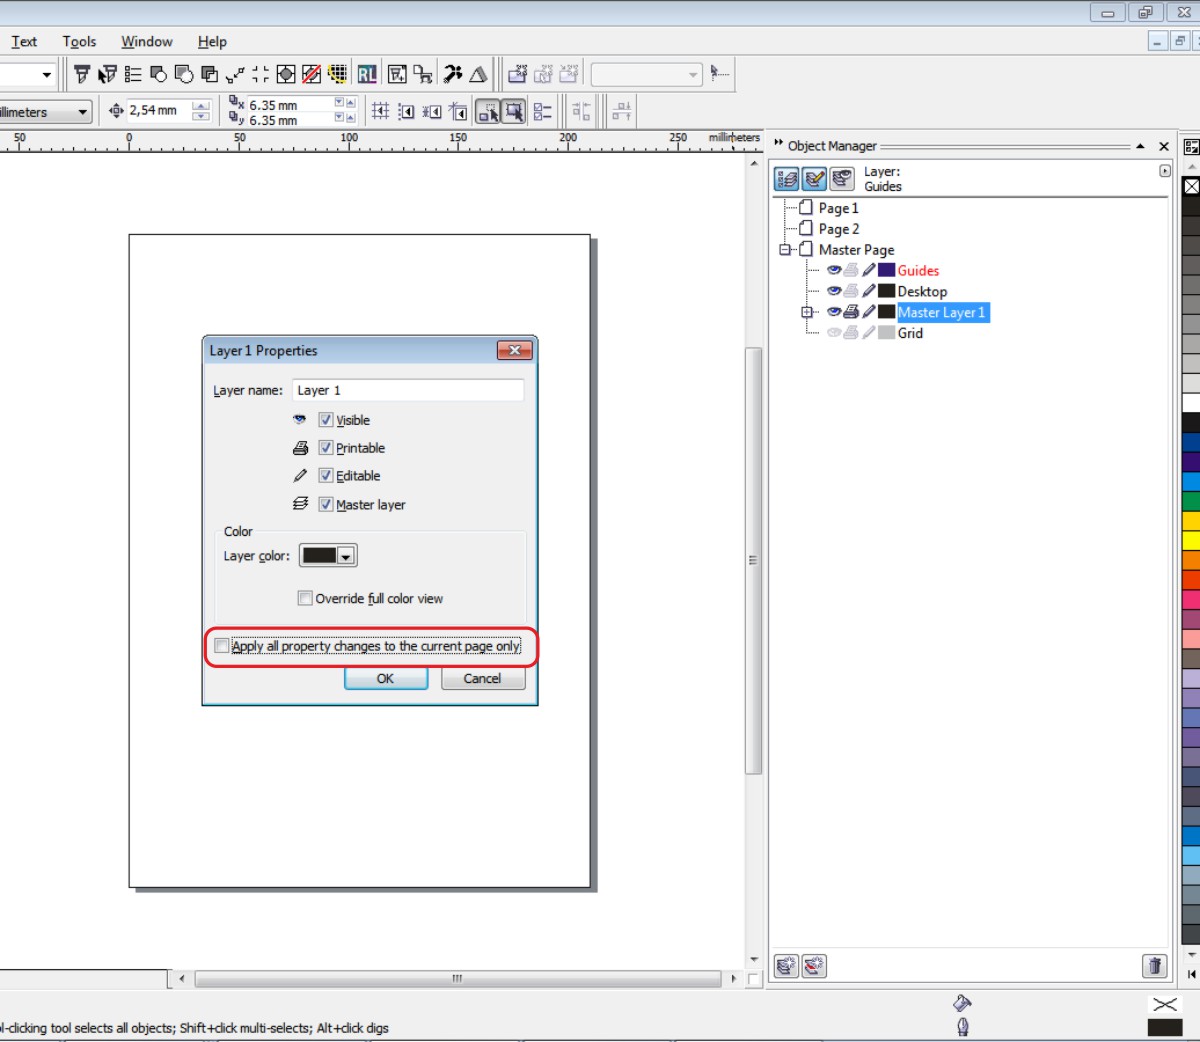 Text Tools Window Help
RL
llimeters 2,54 mm x 6.35 mm
y 6.35 mm
50 0 50 100 150 200 250 millimeters
Object Manager
Layer:
Guides
Page 1
Page 2
Master Page
Guides
Desktop
Master Layer 1
Grid
Layer 1 Properties
Layer name: Layer 1
Visible
Printable
Editable
Master layer
Color
Layer color:
Override full color view
Apply all property changes to the current page only
OK Cancel
ol-clicking tool selects all objects; Shift+click multi-selects; Alt+click digs